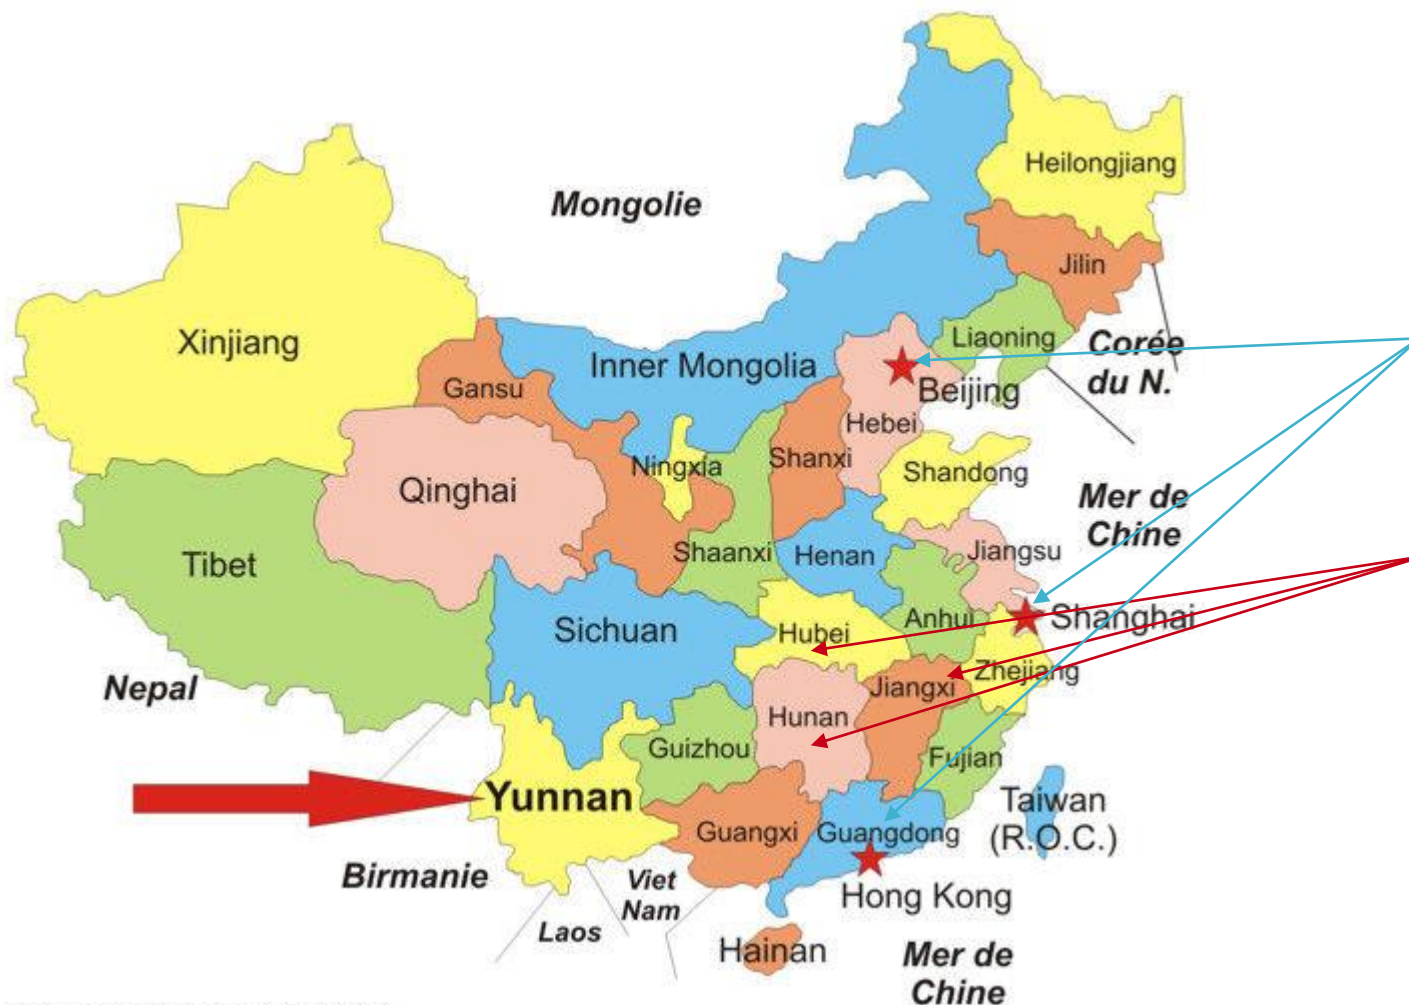 Heilongjiang
Mongolie
Jilin
Xinjiang
Liaoning
Corée
du N.
Inner Mongolia
Gansu
Beijing
Hebei
Shanxi
Ningxia
Shandong
Qinghai
Mer de
Chine
Tibet
Shaanxi
Henan
Jiangsu
Sichuan
Hubei
Anhui
Shanghai
Nepal
Zhejiang
Jiangxi
Hunan
Guizhou
Fujian
Yunnan
Taiwan
(R.O.C.)
Guangxi
Guangdong
Birmanie
Viet
Nam
Hong Kong
Laos
Hainan
Mer de
Chine